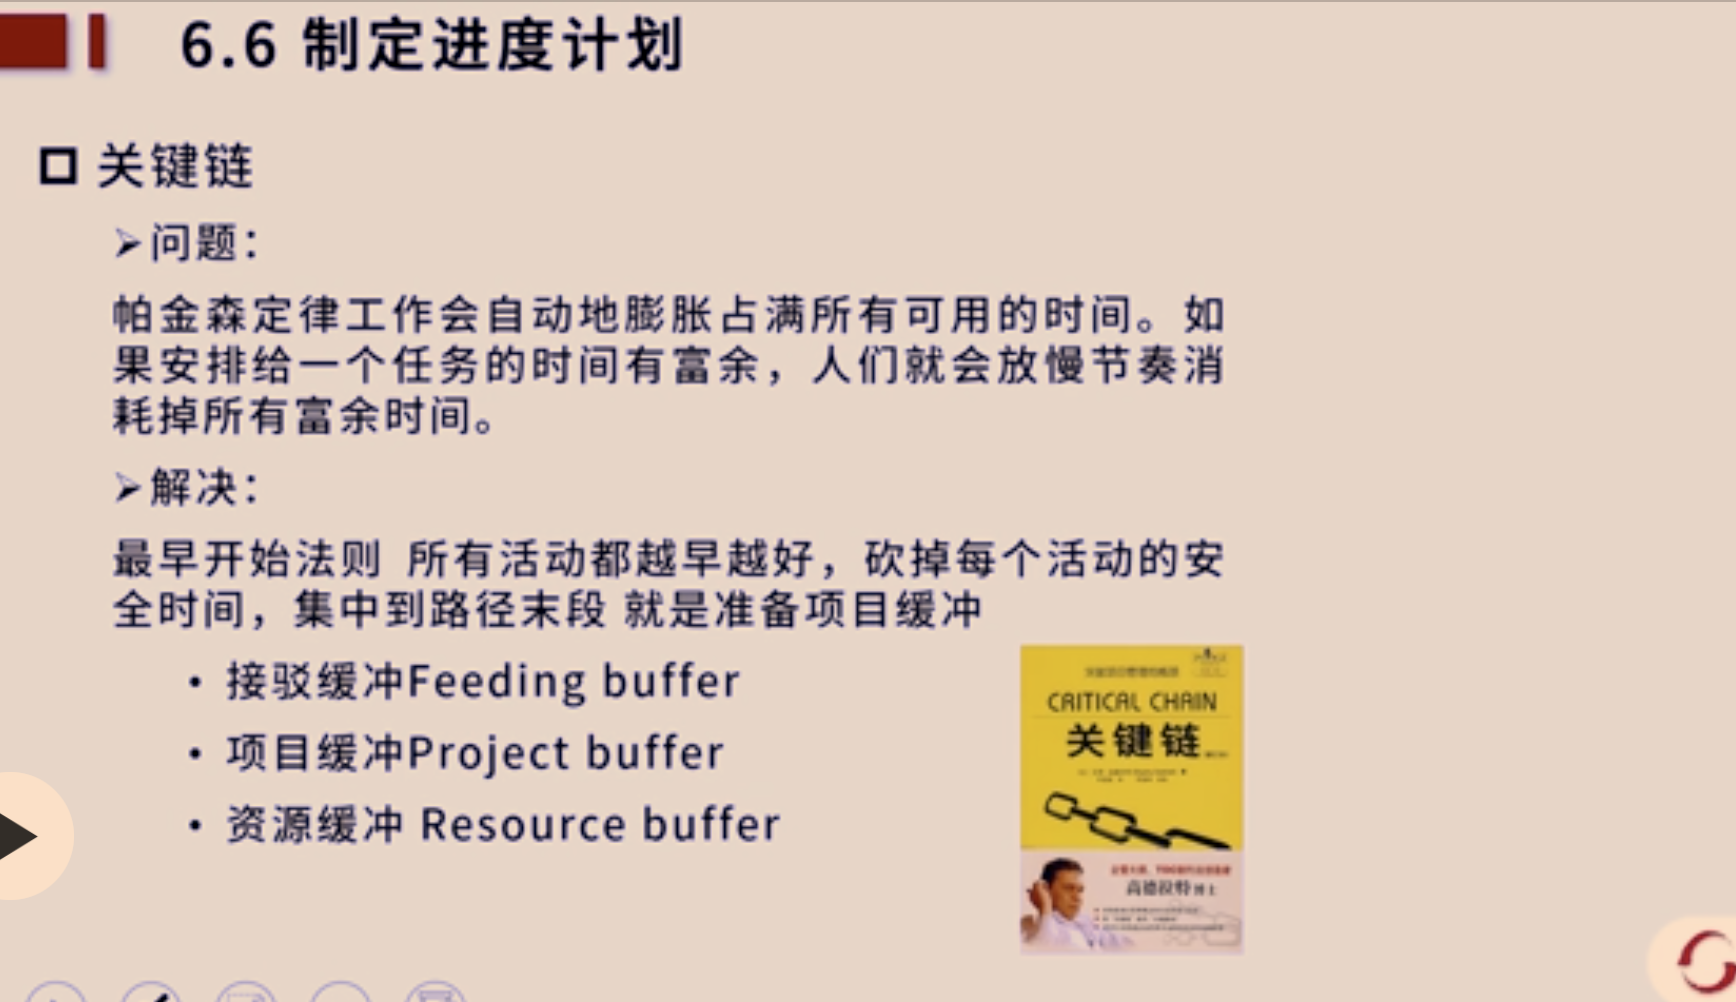 6.6 制定进度计划
关键链
问题：
帕金森定律工作会自动地膨胀占满所有可用的时间。如
果安排给一个任务的时间有富余，人们就会放慢节奏消
耗掉所有富余时间。
解决：
最早开始法则 所有活动都越早越好，砍掉每个活动的安
全时间，集中到路径末段 就是准备项目缓冲
• 接驳缓冲Feeding buffer
• 项目缓冲Project buffer
• 资源缓冲 Resource buffer
CRITICAL CHAIN
关键链
高德拉特博士